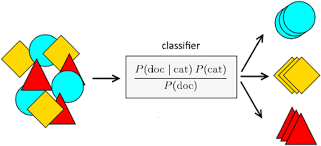 classifier
P(doc | cat) P(cat)
P(doc)